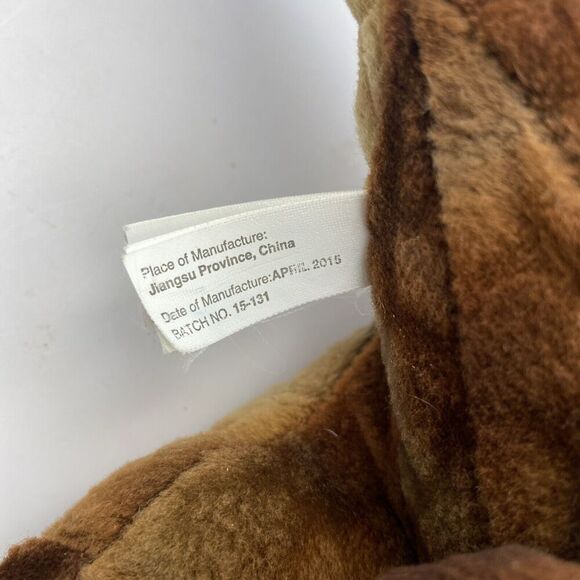 Place of Manufacture:
Jiangsu Province, China
Date of Manufacture:APRIL 2015
BATCH NO. 15-131